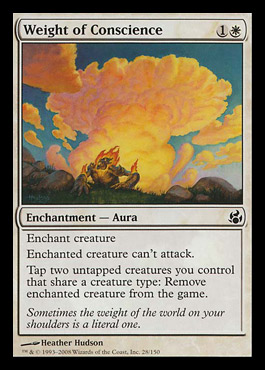 Weight of Conscience 1
Enchantment — Aura
Enchant creature
Enchanted creature can't attack.
Tap two untapped creatures you control
that share a creature type: Remove
enchanted creature from the game.
Sometimes the weight of the world on your
shoulders is a literal one.
Heather Hudson
™ & © 1993–2008 Wizards of the Coast, Inc. 28/150